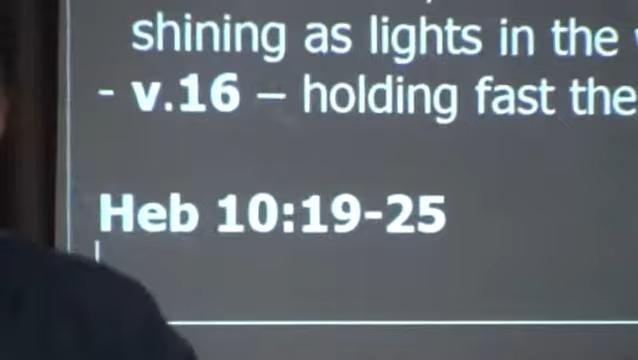 shining as lights in the
- v.16 – holding fast the
Heb 10:19-25